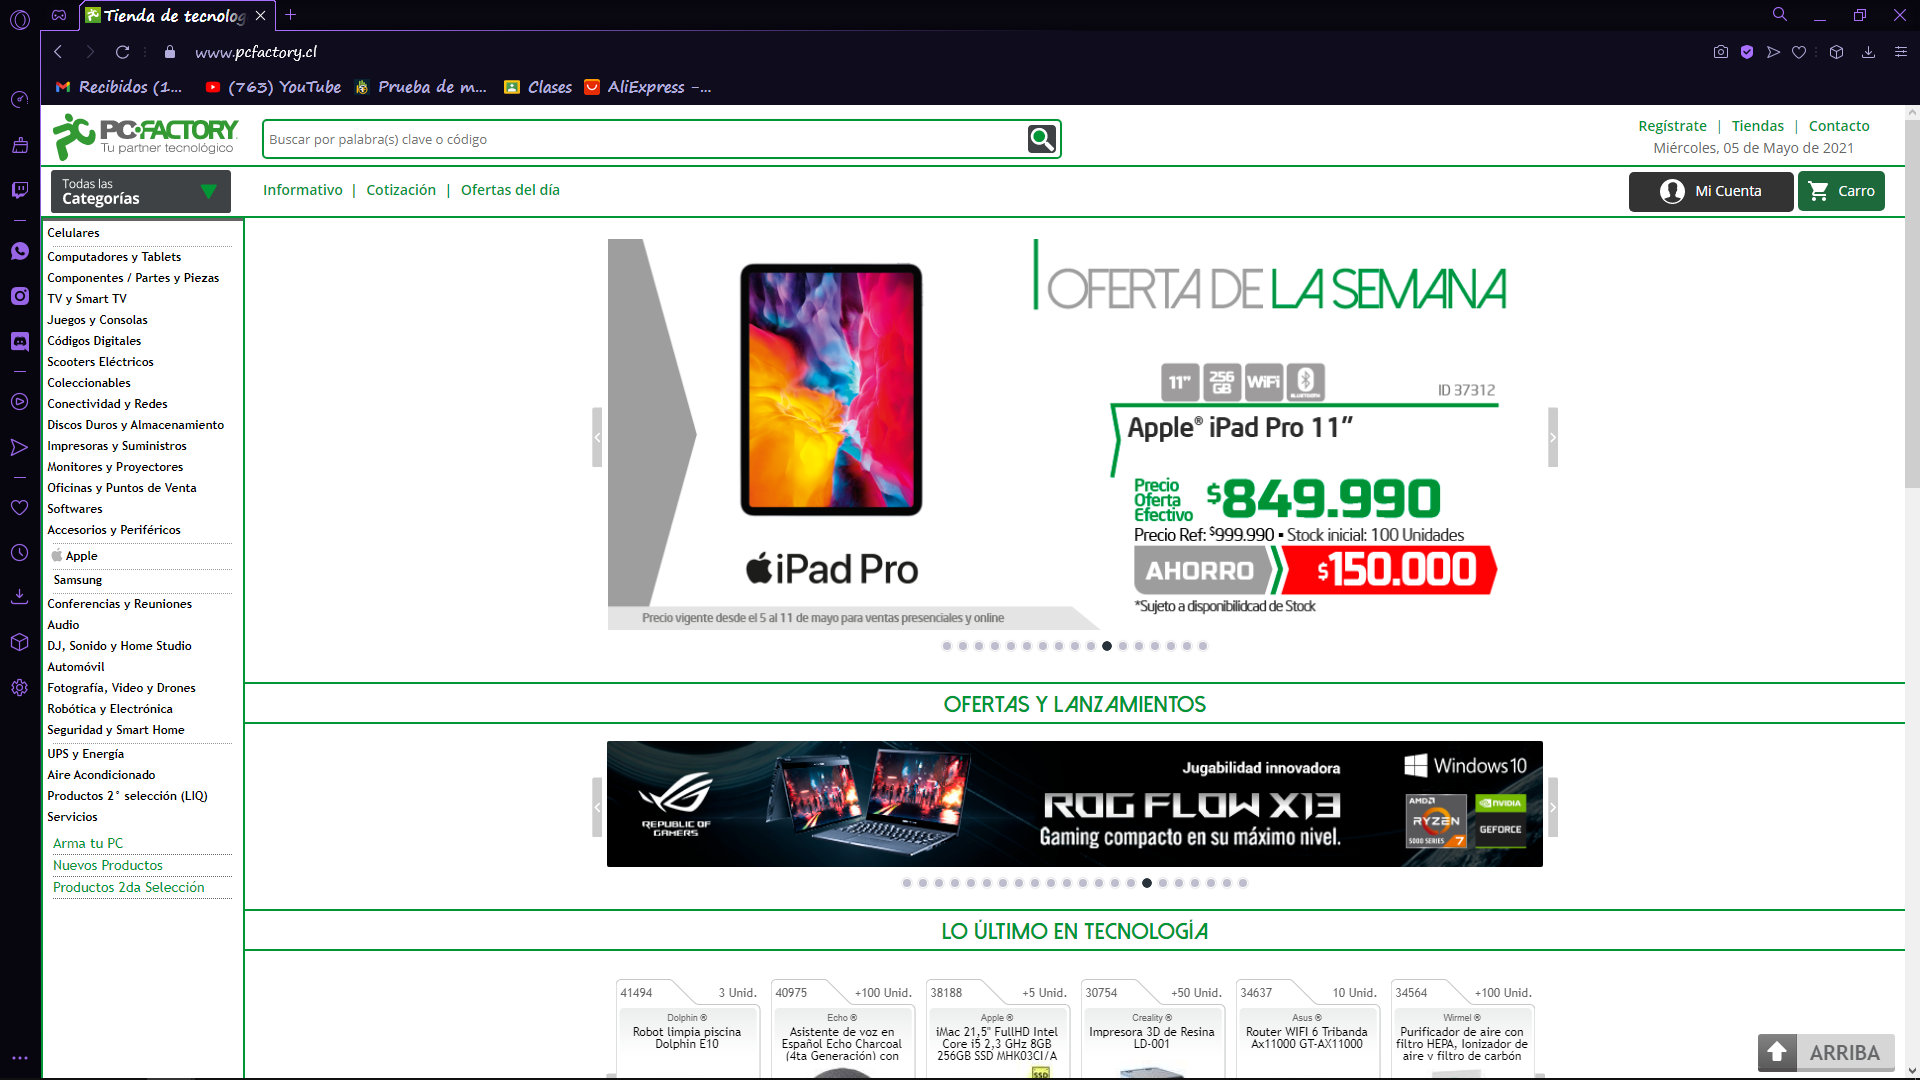 Tienda de tecnolog
www.pcfactory.cl
Recibidos (1...
(763) YouTube
Prueba de m...
Clases
AliExpress -...
PC FACTORY
Tu partner tecnológico
Buscar por palabra(s) clave o código
Regístrate | Tiendas | Contacto
Miércoles, 05 de Mayo de 2021
Todas las
Categorías
Informativo | Cotización | Ofertas del día
Mi Cuenta
Carro
Celulares
Computadores y Tablets
Componentes / Partes y Piezas
TV y Smart TV
Juegos y Consolas
Códigos Digitales
Scooters Eléctricos
Coleccionables
Conectividad y Redes
Discos Duros y Almacenamiento
Impresoras y Suministros
Monitores y Proyectores
Oficinas y Puntos de Venta
Softwares
Accesorios y Periféricos
Apple
Samsung
Conferencias y Reuniones
Audio
DJ, Sonido y Home Studio
Automóvil
Fotografía, Video y Drones
Robótica y Electrónica
Seguridad y Smart Home
UPS y Energía
Aire Acondicionado
Productos 2° selección (LIQ)
Servicios
Arma tu PC
Nuevos Productos
Productos 2da Selección
OFERTA DE LA SEMANA
11” 256 GB WiFi BLUETOOTH
ID 37312
Apple® iPad Pro 11”
Precio
Oferta
Efectivo
$849.990
Precio Ref: $999.990 ▪ Stock inicial: 100 Unidades
AHORRO $150.000
*Sujeto a disponibilidcad de Stock
iPad Pro
Precio vigente desde el 5 al 11 de mayo para ventas presenciales y online
OFERTAS Y LANZAMIENTOS
REPUBLIC OF
GAMERS
Jugabilidad innovadora
ROG FLOW X13
Gaming compacto en su máximo nivel.
Windows 10
AMD
RYZEN
5000 SERIES 7
NVIDIA
GEFORCE
LO ÚLTIMO EN TECNOLOGÍA
41494 3 Unid.
Dolphin ®
Robot limpia piscina
Dolphin E10
40975 +100 Unid.
Echo ®
Asistente de voz en
Español Echo Charcoal
(4ta Generación) con
38188 +5 Unid.
Apple ®
iMac 21,5" FullHD Intel
Core i5 2,3 GHz 8GB
256GB SSD MHK03CI/A
SSD
30754 +50 Unid.
Creality ®
Impresora 3D de Resina
LD-001
34637 10 Unid.
Asus ®
Router WIFI 6 Tribanda
Ax11000 GT-AX11000
34564 +100 Unid.
Wirmel ®
Purificador de aire con
filtro HEPA, Ionizador de
aire y filtro de carbón
ARRIBA